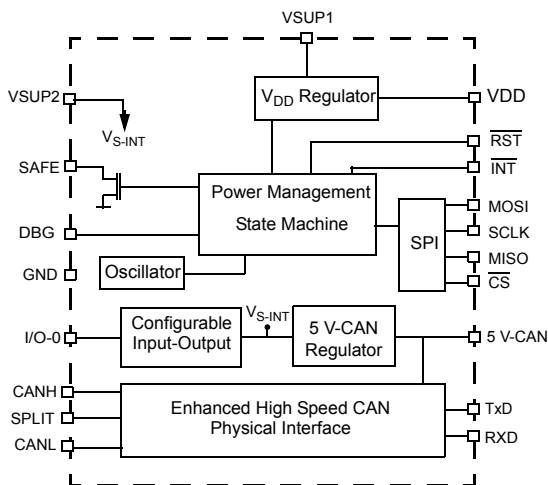 VSUP1
VSUP2
VS-INT
VDD Regulator
VDD
RST
INT
SAFE
Power Management
State Machine
MOSI
SCLK
MISO
CS
SPI
DBG
GND
Oscillator
I/O-0
Configurable
Input-Output
VS-INT
5 V-CAN
Regulator
5 V-CAN
CANH
SPLIT
CANL
Enhanced High Speed CAN
Physical Interface
TxD
RXD